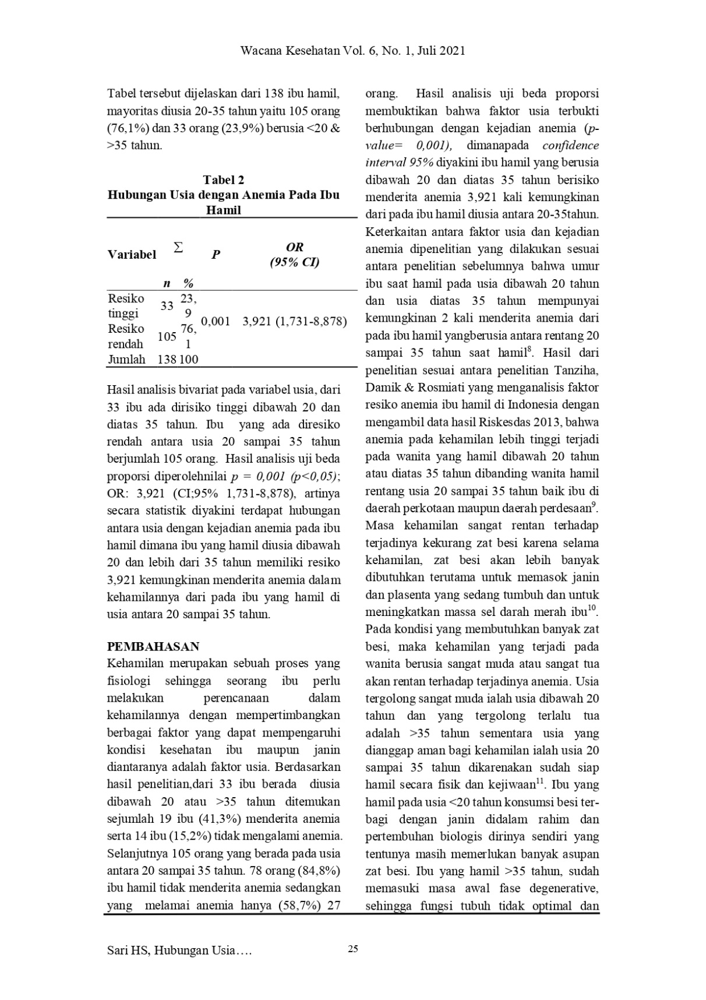 Wacana Kesehatan Vol. 6, No. 1, Juli 2021
Tabel tersebut dijelaskan dari 138 ibu hamil,
mayoritas diusia 20-35 tahun yaitu 105 orang
(76,1%) dan 33 orang (23,9%) berusia <20 &
>35 tahun.
Tabel 2
Hubungan Usia dengan Anemia Pada Ibu
Hamil
Variabel ∑ P OR
(95% CI)
n %
Resiko tinggi 33 23,9 0,001 3,921 (1,731-8,878)
Resiko rendah 105 76,1
Jumlah 138 100
Hasil analisis bivariat pada variabel usia, dari
33 ibu ada dirisiko tinggi dibawah 20 dan
diatas 35 tahun. Ibu yang ada diresiko
rendah antara usia 20 sampai 35 tahun
berjumlah 105 orang. Hasil analisis uji beda
proporsi diperolehnilai p = 0,001 (p<0,05);
OR: 3,921 (CI;95% 1,731-8,878), artinya
secara statistik diyakini terdapat hubungan
antara usia dengan kejadian anemia pada ibu
hamil dimana ibu yang hamil diusia dibawah
20 dan lebih dari 35 tahun memiliki resiko
3,921 kemungkinan menderita anemia dalam
kehamilannya dari pada ibu yang hamil di
usia antara 20 sampai 35 tahun.
PEMBAHASAN
Kehamilan merupakan sebuah proses yang
fisiologi sehingga seorang ibu perlu
melakukan perencanaan dalam
kehamilannya dengan mempertimbangkan
berbagai faktor yang dapat mempengaruhi
kondisi kesehatan ibu maupun janin
diantaranya adalah faktor usia. Berdasarkan
hasil penelitian,dari 33 ibu berada diusia
dibawah 20 atau >35 tahun ditemukan
sejumlah 19 ibu (41,3%) menderita anemia
serta 14 ibu (15,2%) tidak mengalami anemia.
Selanjutnya 105 orang yang berada pada usia
antara 20 sampai 35 tahun. 78 orang (84,8%)
ibu hamil tidak menderita anemia sedangkan
yang melamai anemia hanya (58,7%) 27
orang. Hasil analisis uji beda proporsi
membuktikan bahwa faktor usia terbukti
berhubungan dengan kejadian anemia (p-
value= 0,001), dimanapada confidence
interval 95% diyakini ibu hamil yang berusia
dibawah 20 dan diatas 35 tahun berisiko
menderita anemia 3,921 kali kemungkinan
dari pada ibu hamil diusia antara 20-35tahun.
Keterkaitan antara faktor usia dan kejadian
anemia dipenelitian yang dilakukan sesuai
antara penelitian sebelumnya bahwa umur
ibu saat hamil pada usia dibawah 20 tahun
dan usia diatas 35 tahun mempunyai
kemungkinan 2 kali menderita anemia dari
pada ibu hamil yangberusia antara rentang 20
sampai 35 tahun saat hamil⁸. Hasil dari
penelitian sesuai antara penelitian Tanziha,
Damik & Rosmiati yang menganalisis faktor
resiko anemia ibu hamil di Indonesia dengan
mengambil data hasil Riskesdas 2013, bahwa
anemia pada kehamilan lebih tinggi terjadi
pada wanita yang hamil dibawah 20 tahun
atau diatas 35 tahun dibanding wanita hamil
rentang usia 20 sampai 35 tahun baik ibu di
daerah perkotaan maupun daerah perdesaan⁹.
Masa kehamilan sangat rentan terhadap
terjadinya kekurang zat besi karena selama
kehamilan, zat besi akan lebih banyak
dibutuhkan terutama untuk memasok janin
dan plasenta yang sedang tumbuh dan untuk
meningkatkan massa sel darah merah ibu¹⁰.
Pada kondisi yang membutuhkan banyak zat
besi, maka kehamilan yang terjadi pada
wanita berusia sangat muda atau sangat tua
akan rentan terhadap terjadinya anemia. Usia
tergolong sangat muda ialah usia dibawah 20
tahun dan yang tergolong terlalu tua
adalah >35 tahun sementara usia yang
dianggap aman bagi kehamilan ialah usia 20
sampai 35 tahun dikarenakan sudah siap
hamil secara fisik dan kejiwaan¹¹. Ibu yang
hamil pada usia <20 tahun konsumsi besi ter-
bagi dengan janin didalam rahim dan
pertembuhan biologis dirinya sendiri yang
tentunya masih memerlukan banyak asupan
zat besi. Ibu yang hamil >35 tahun, sudah
memasuki masa awal fase degenerative,
sehingga fungsi tubuh tidak optimal dan
Sari HS, Hubungan Usia….
25